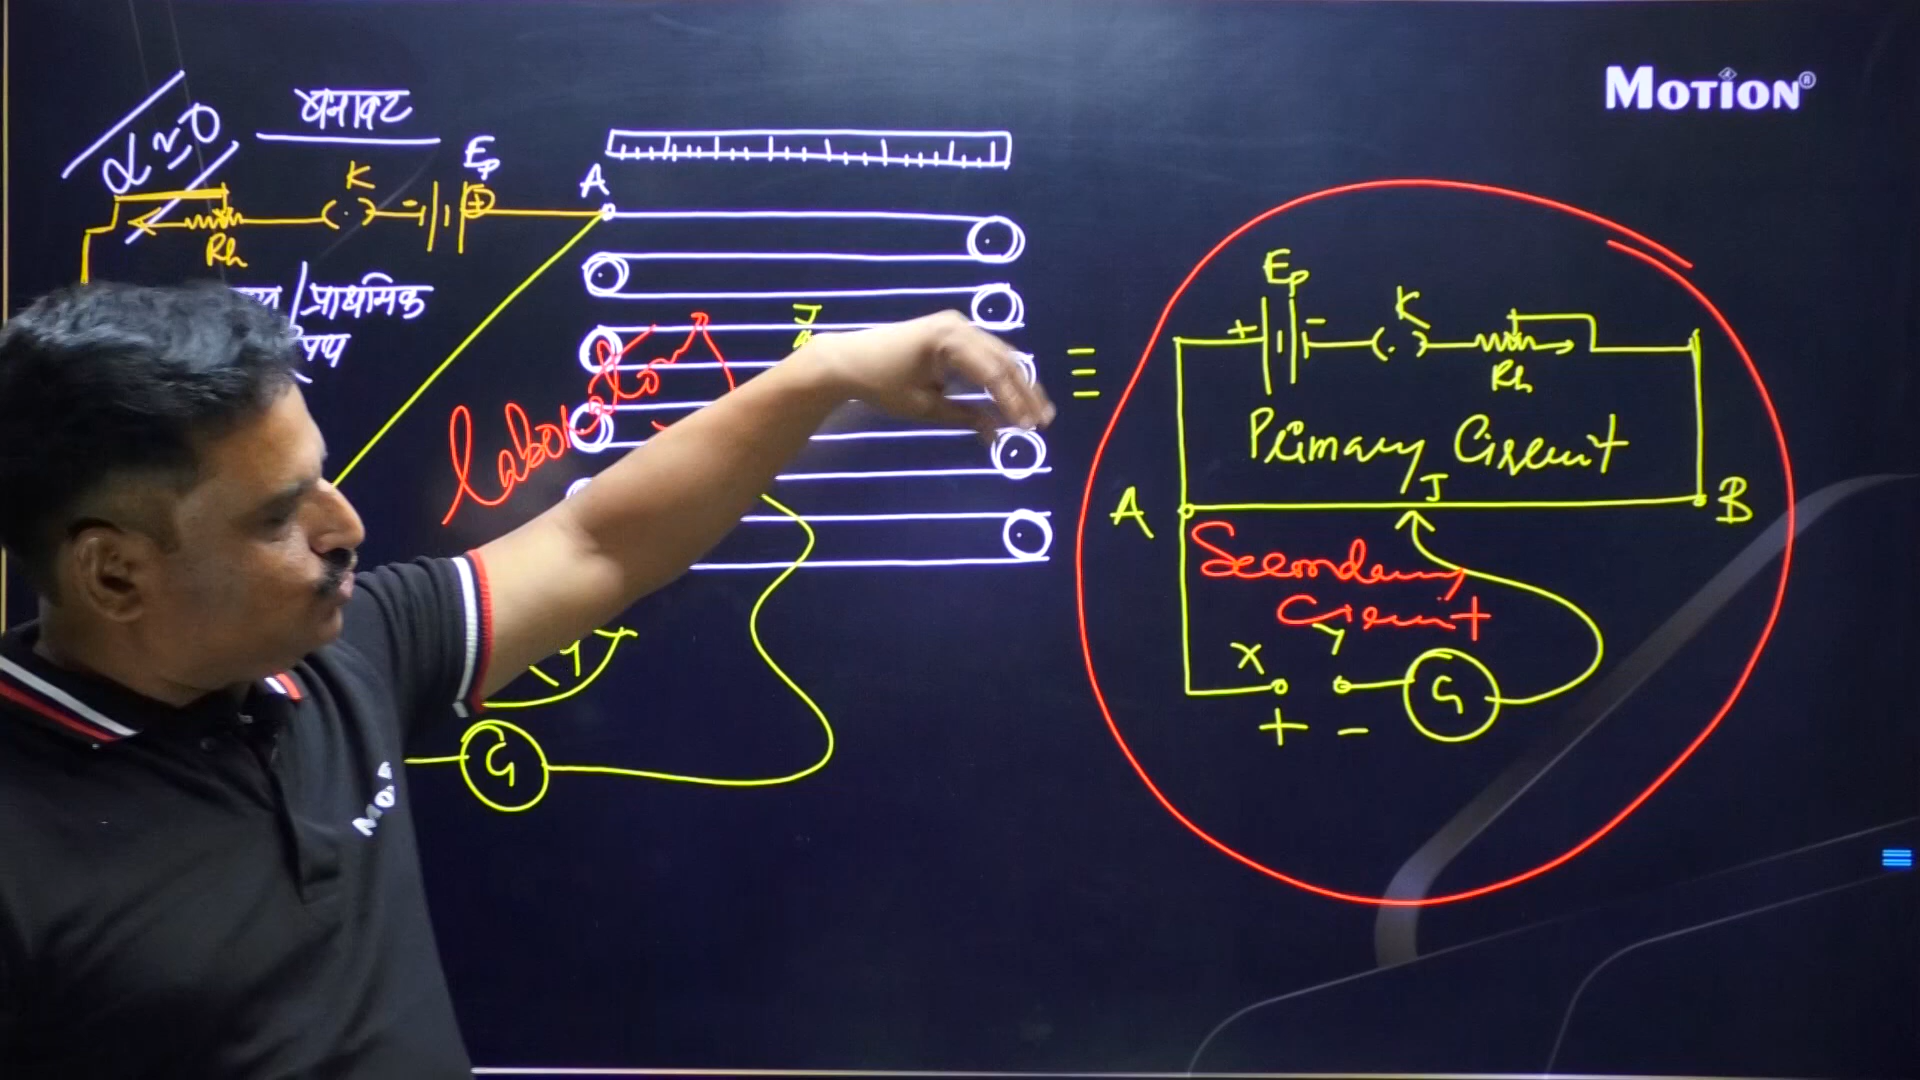 MOTION®
बनावट
α≈0
K
Ep
A
-
+
Rh
/प्राथमिक
J
laboratory
Ep
+
-
K
Rh
Primary Circuit
J
A
B
Secondary
Circuit
X
Y
G
+
-
Y
G